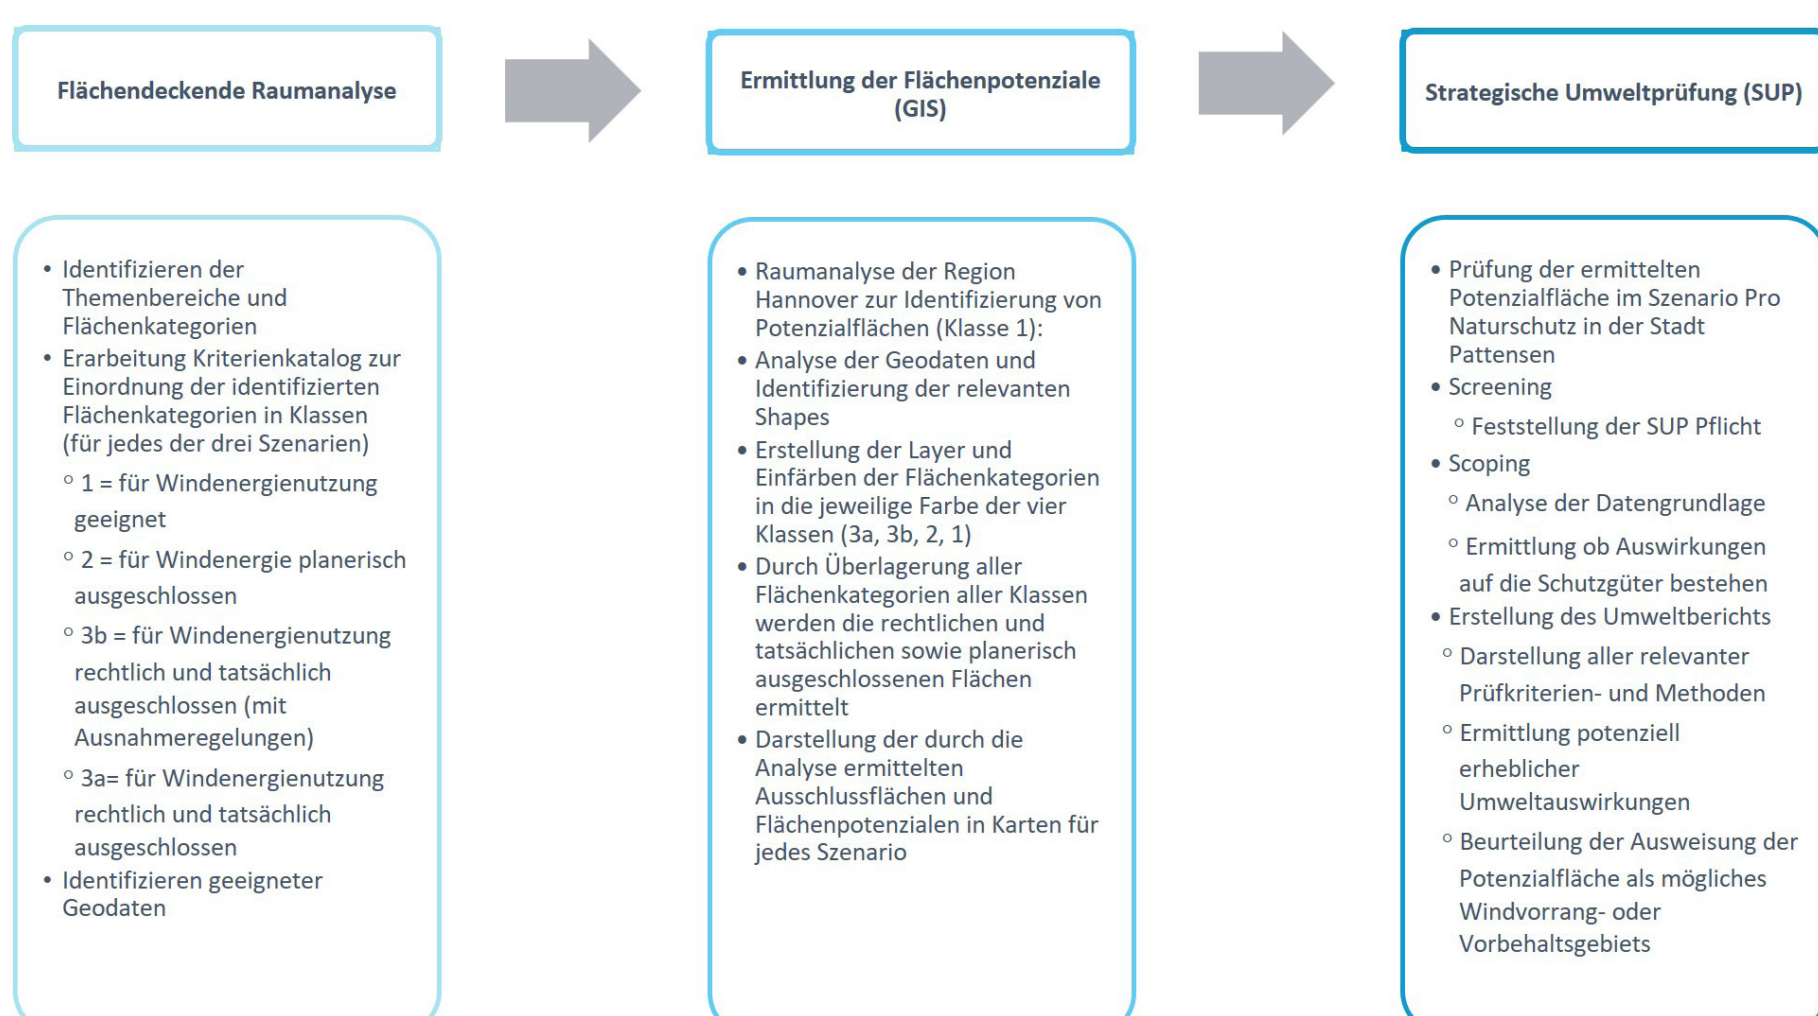 Flächendeckende Raumanalyse
Ermittlung der Flächenpotenziale
(GIS)
Strategische Umweltprüfung (SUP)
• Identifizieren der
Themenbereiche und
Flächenkategorien
• Erarbeitung Kriterienkatalog zur
Einordnung der identifizierten
Flächenkategorien in Klassen
(für jedes der drei Szenarien)
° 1 = für Windenergienutzung
geeignet
° 2 = für Windenergie planerisch
ausgeschlossen
° 3b = für Windenergienutzung
rechtlich und tatsächlich
ausgeschlossen (mit
Ausnahmeregelungen)
° 3a= für Windenergienutzung
rechtlich und tatsächlich
ausgeschlossen
• Identifizieren geeigneter
Geodaten
• Raumanalyse der Region
Hannover zur Identifizierung von
Potenzialflächen (Klasse 1):
• Analyse der Geodaten und
Identifizierung der relevanten
Shapes
• Erstellung der Layer und
Einfärben der Flächenkategorien
in die jeweilige Farbe der vier
Klassen (3a, 3b, 2, 1)
• Durch Überlagerung aller
Flächenkategorien aller Klassen
werden die rechtlichen und
tatsächlichen sowie planerisch
ausgeschlossenen Flächen
ermittelt
• Darstellung der durch die
Analyse ermittelten
Ausschlussflächen und
Flächenpotenzialen in Karten für
jedes Szenario
• Prüfung der ermittelten
Potenzialfläche im Szenario Pro
Naturschutz in der Stadt
Pattensen
• Screening
° Feststellung der SUP Pflicht
• Scoping
° Analyse der Datengrundlage
° Ermittlung ob Auswirkungen
auf die Schutzgüter bestehen
• Erstellung des Umweltberichts
° Darstellung aller relevanter
Prüfkriterien- und Methoden
° Ermittlung potenziell
erheblicher
Umweltauswirkungen
° Beurteilung der Ausweisung der
Potenzialfläche als mögliches
Windvorrang- oder
Vorbehaltsgebiets